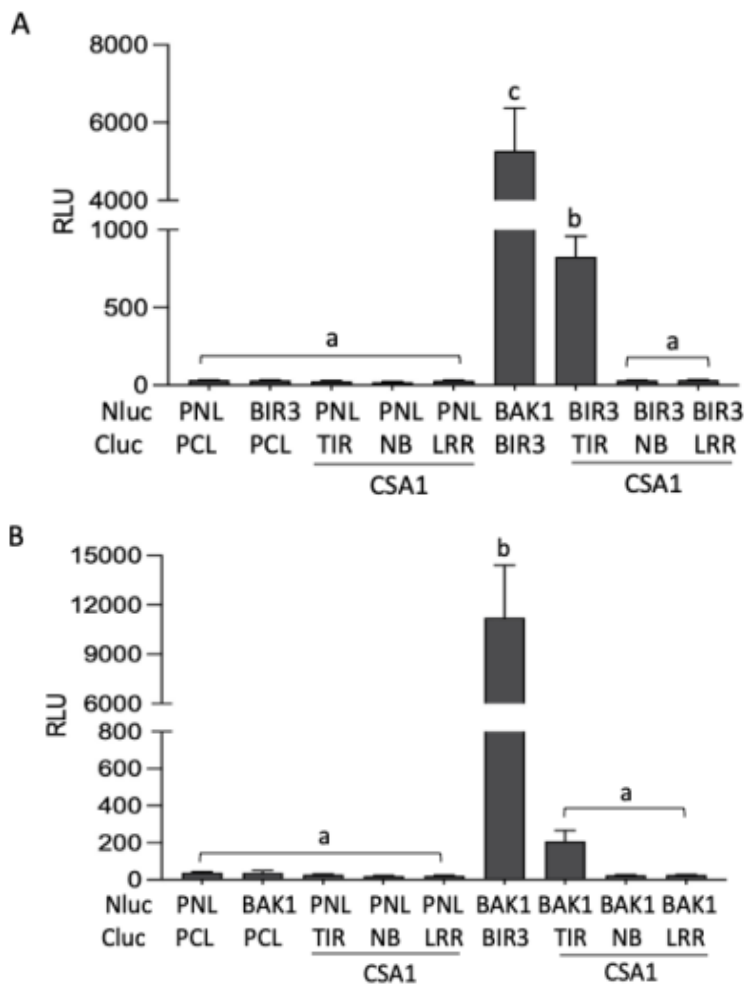 A
8000
6000
4000
1000
500
0
RLU
c
b
a
a
Nluc PNL BIR3 PNL PNL PNL BAK1 BIR3 BIR3 BIR3
Cluc PCL PCL TIR NB LRR BIR3 TIR NB LRR
CSA1 CSA1
B
15000
12000
9000
6000
800
600
400
200
0
RLU
b
a
a
Nluc PNL BAK1 PNL PNL PNL BAK1 BAK1 BAK1 BAK1
Cluc PCL PCL TIR NB LRR BIR3 TIR NB LRR
CSA1 CSA1